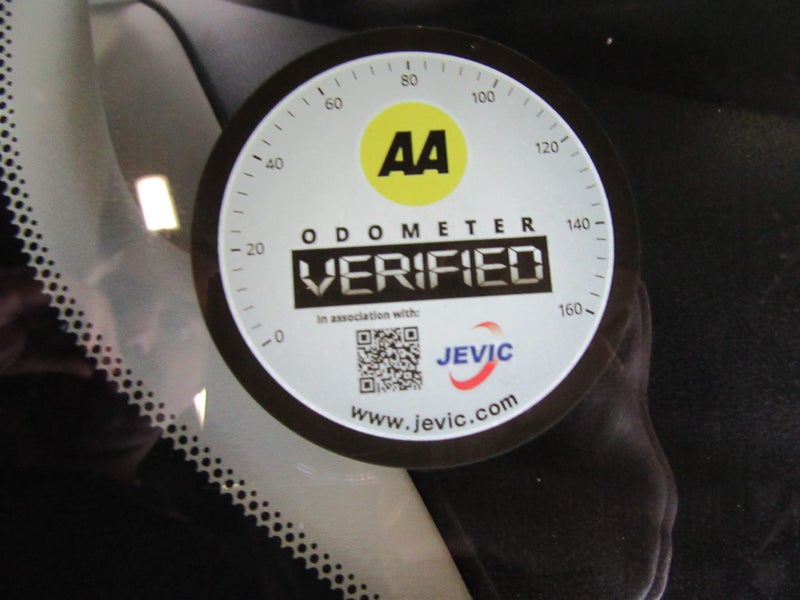 80
60
100
40
AA
120
ODOMETER
140
20
VERIFIED
In association with:
160
0
JEVIC
www.jevic.com